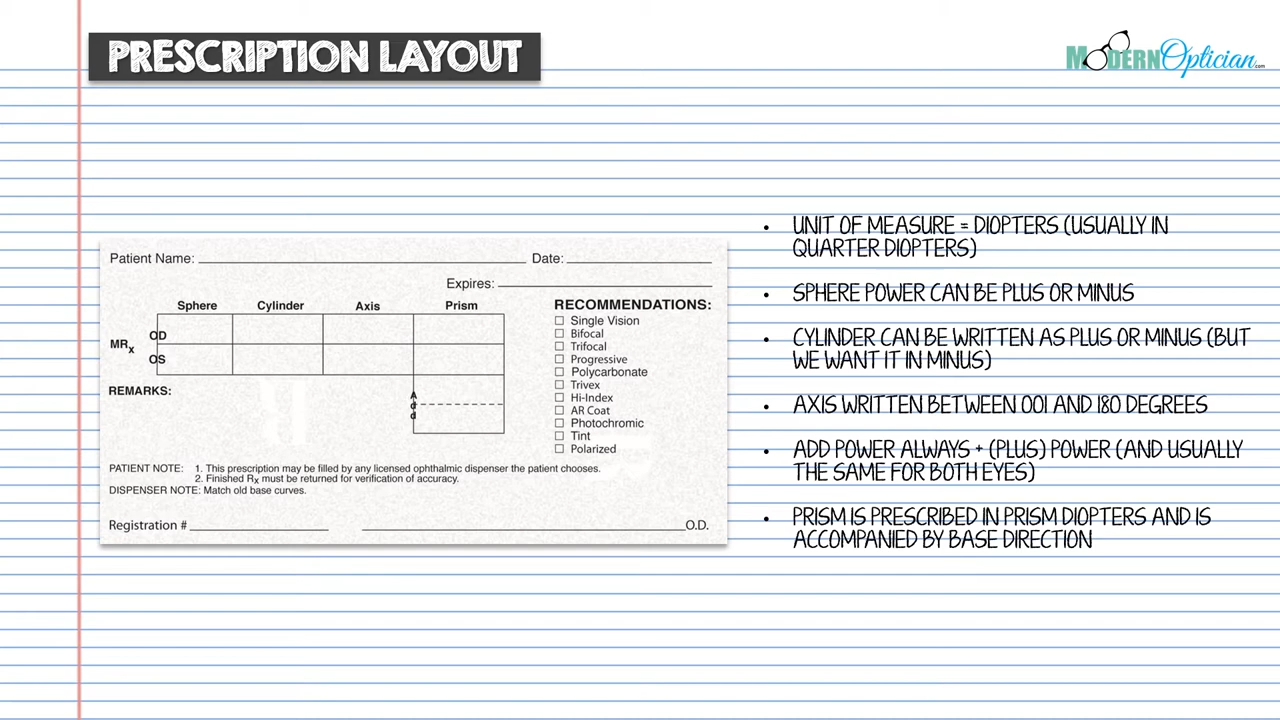 PRESCRIPTION LAYOUT
MODERN Optician.com
Patient Name: Date:
Expires:
Sphere Cylinder Axis Prism
MRx
OD
OS
Add
REMARKS:
RECOMMENDATIONS:
☐ Single Vision
☐ Bifocal
☐ Trifocal
☐ Progressive
☐ Polycarbonate
☐ Trivex
☐ Hi-Index
☐ AR Coat
☐ Photochromic
☐ Tint
☐ Polarized
PATIENT NOTE: 1. This prescription may be filled by any licensed ophthalmic dispenser the patient chooses.
2. Finished Rx must be returned for verification of accuracy.
DISPENSER NOTE: Match old base curves.
Registration # O.D.
• UNIT OF MEASURE = DIOPTERS (USUALLY IN
QUARTER DIOPTERS)
• SPHERE POWER CAN BE PLUS OR MINUS
• CYLINDER CAN BE WRITTEN AS PLUS OR MINUS (BUT
WE WANT IT IN MINUS)
• AXIS WRITTEN BETWEEN 001 AND 180 DEGREES
• ADD POWER ALWAYS + (PLUS) POWER (AND USUALLY
THE SAME FOR BOTH EYES)
• PRISM IS PRESCRIBED IN PRISM DIOPTERS AND IS
ACCOMPANIED BY BASE DIRECTION